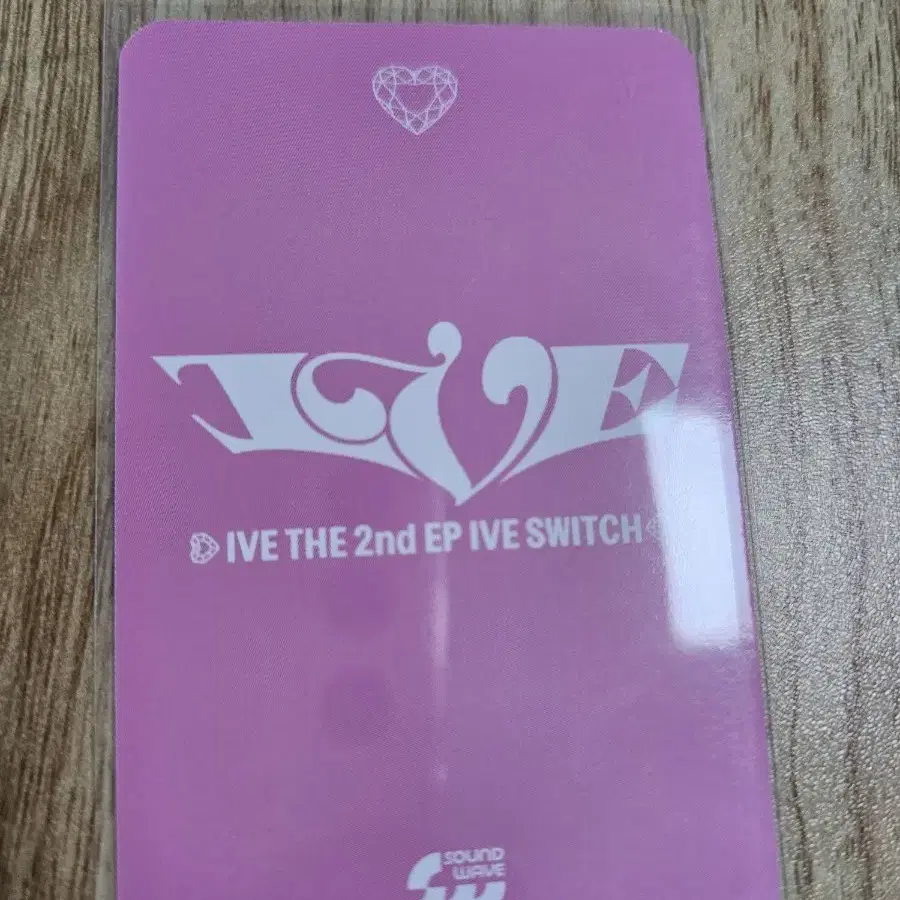 IVE
IVE THE 2nd EP IVE SWITCH
SOUND
WAVE